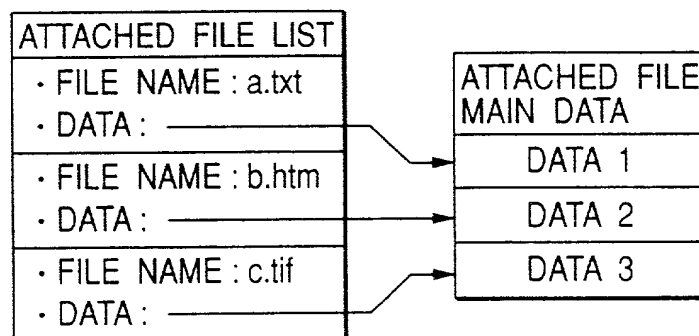 ATTACHED FILE LIST
· FILE NAME : a.txt
· DATA :
· FILE NAME : b.htm
· DATA :
· FILE NAME : c.tif
· DATA :
ATTACHED FILE
MAIN DATA
DATA 1
DATA 2
DATA 3